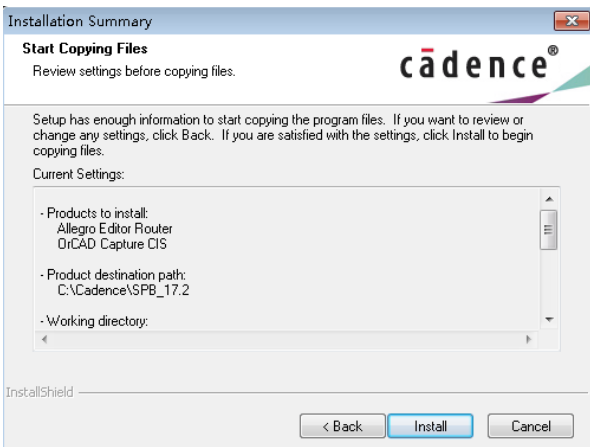 Installation Summary
Start Copying Files
Review settings before copying files.
cādence®
Setup has enough information to start copying the program files. If you want to review or
change any settings, click Back. If you are satisfied with the settings, click Install to begin
copying files.
Current Settings:
- Products to install:
Allegro Editor Router
OrCAD Capture CIS
- Product destination path:
C:\Cadence\SPB_17.2
- Working directory:
InstallShield
< Back
Install
Cancel